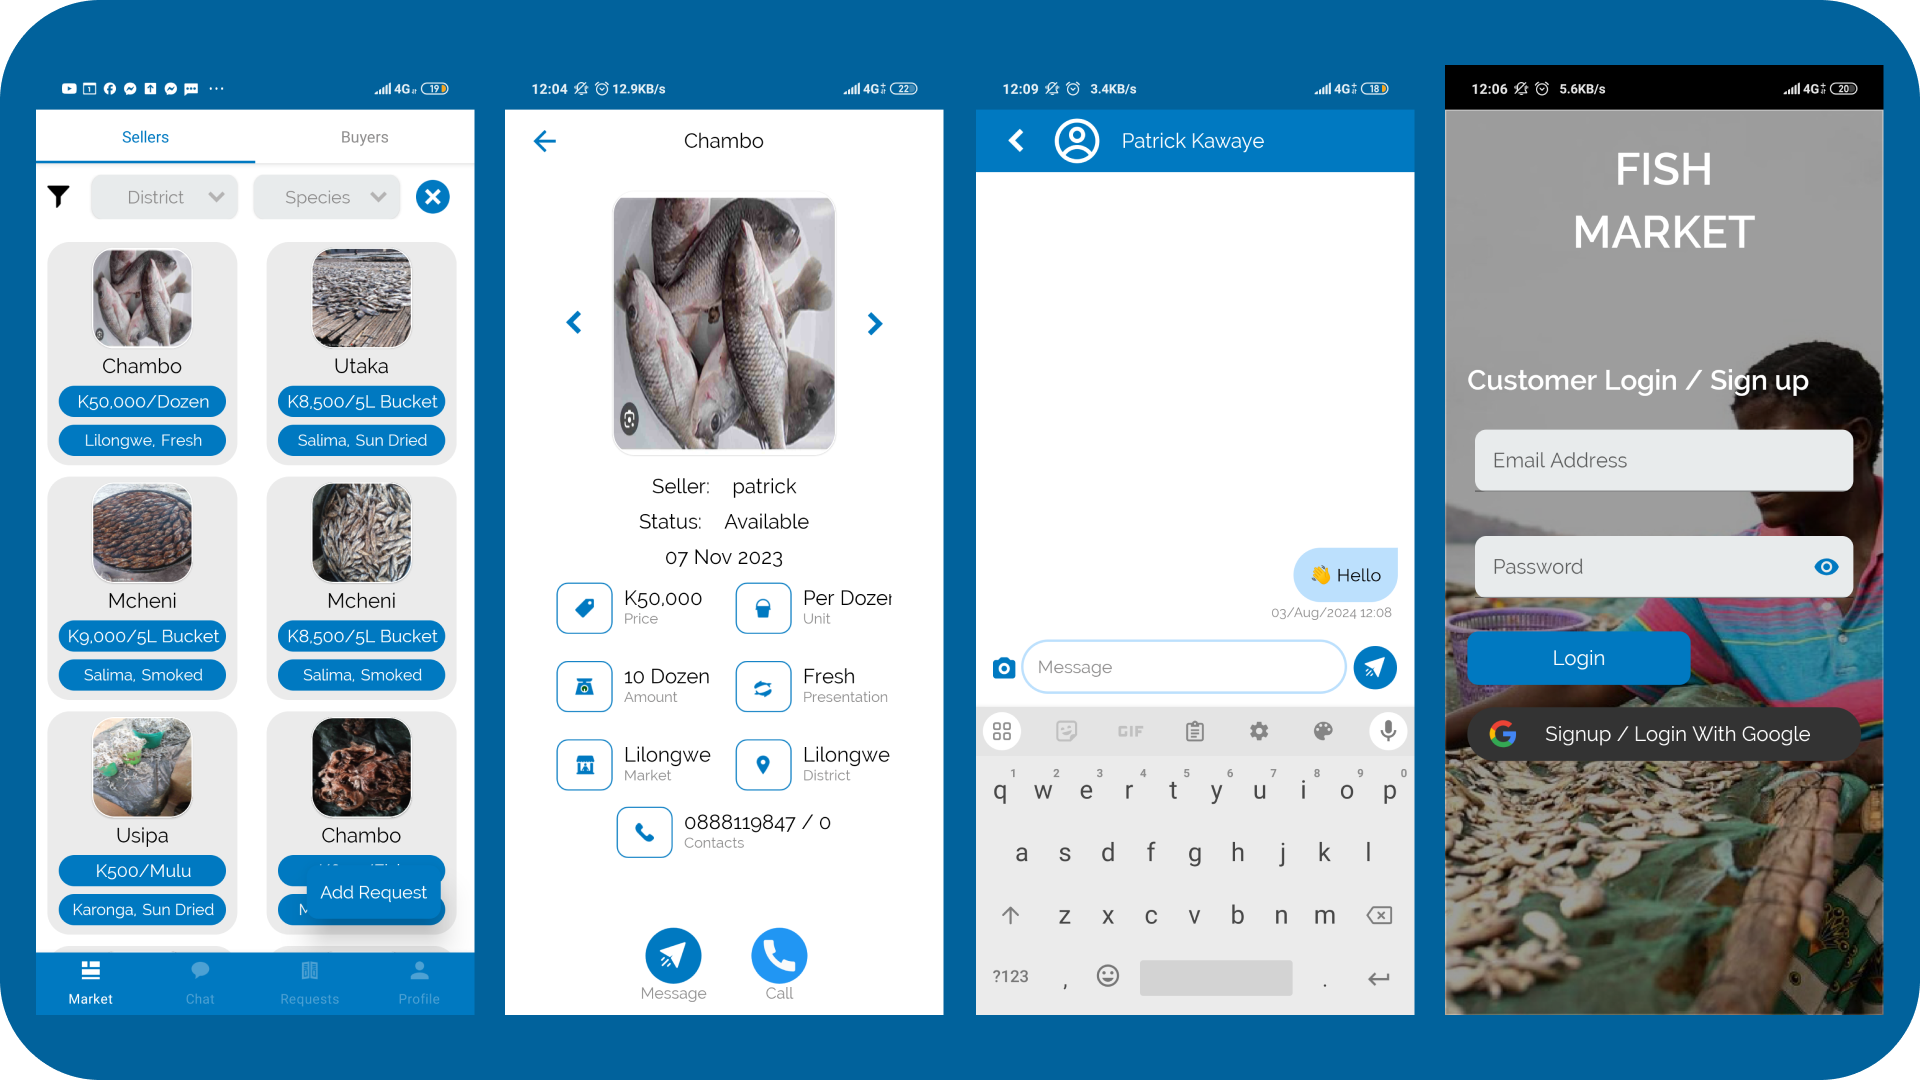 4G 19
Sellers Buyers
District Species
Chambo Utaka
K50,000/Dozen K8,500/5L Bucket
Lilongwe, Fresh Salima, Sun Dried
Mcheni Mcheni
K9,000/5L Bucket K8,500/5L Bucket
Salima, Smoked Salima, Smoked
Usipa Chambo
K500/Mulu
Karonga, Sun Dried
Add Request
Market Chat Requests Profile
12:04 12.9KB/s 4G 22
Chambo
Seller: patrick
Status: Available
07 Nov 2023
K50,000 Per Dozen
Price Unit
10 Dozen Fresh
Amount Presentation
Lilongwe Lilongwe
Market District
0888119847 / 0
Contacts
Message Call
12:09 3.4KB/s 4G 18
Patrick Kawaye
👋 Hello
03/Aug/2024 12:08
Message
GIF
1 2 3 4 5 6 7 8 9 0
q w e r t y u i o p
a s d f g h j k l
z x c v b n m
?123 , .
12:06 5.6KB/s 4G 20
FISH
MARKET
Customer Login / Sign up
Email Address
Password
Login
Signup / Login With Google